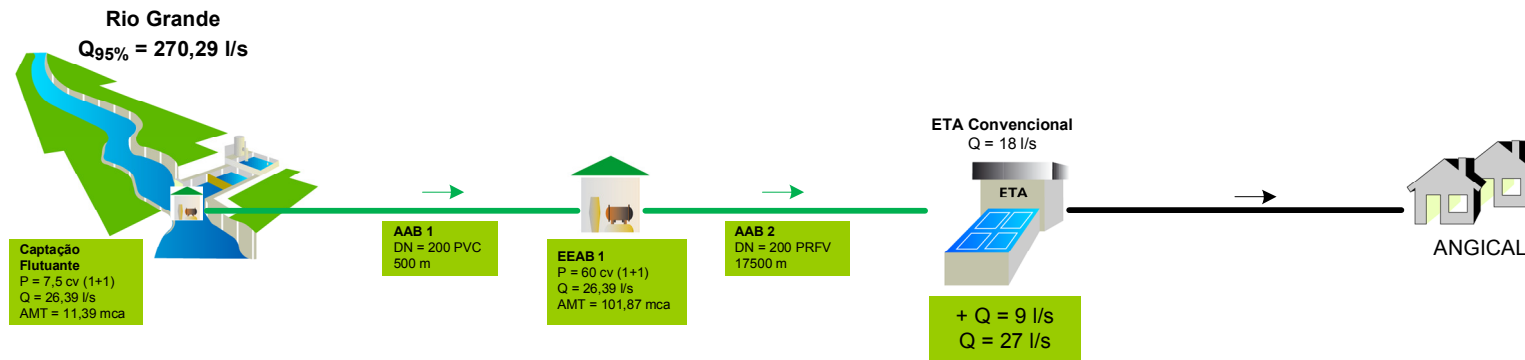 Rio Grande
Q95% = 270,29 l/s
Captação
Flutuante
P = 7,5 cv (1+1)
Q = 26,39 l/s
AMT = 11,39 mca
AAB 1
DN = 200 PVC
500 m
EEAB 1
P = 60 cv (1+1)
Q = 26,39 l/s
AMT = 101,87 mca
AAB 2
DN = 200 PRFV
17500 m
ETA Convencional
Q = 18 l/s
ETA
+ Q = 9 l/s
Q = 27 l/s
ANGICAL